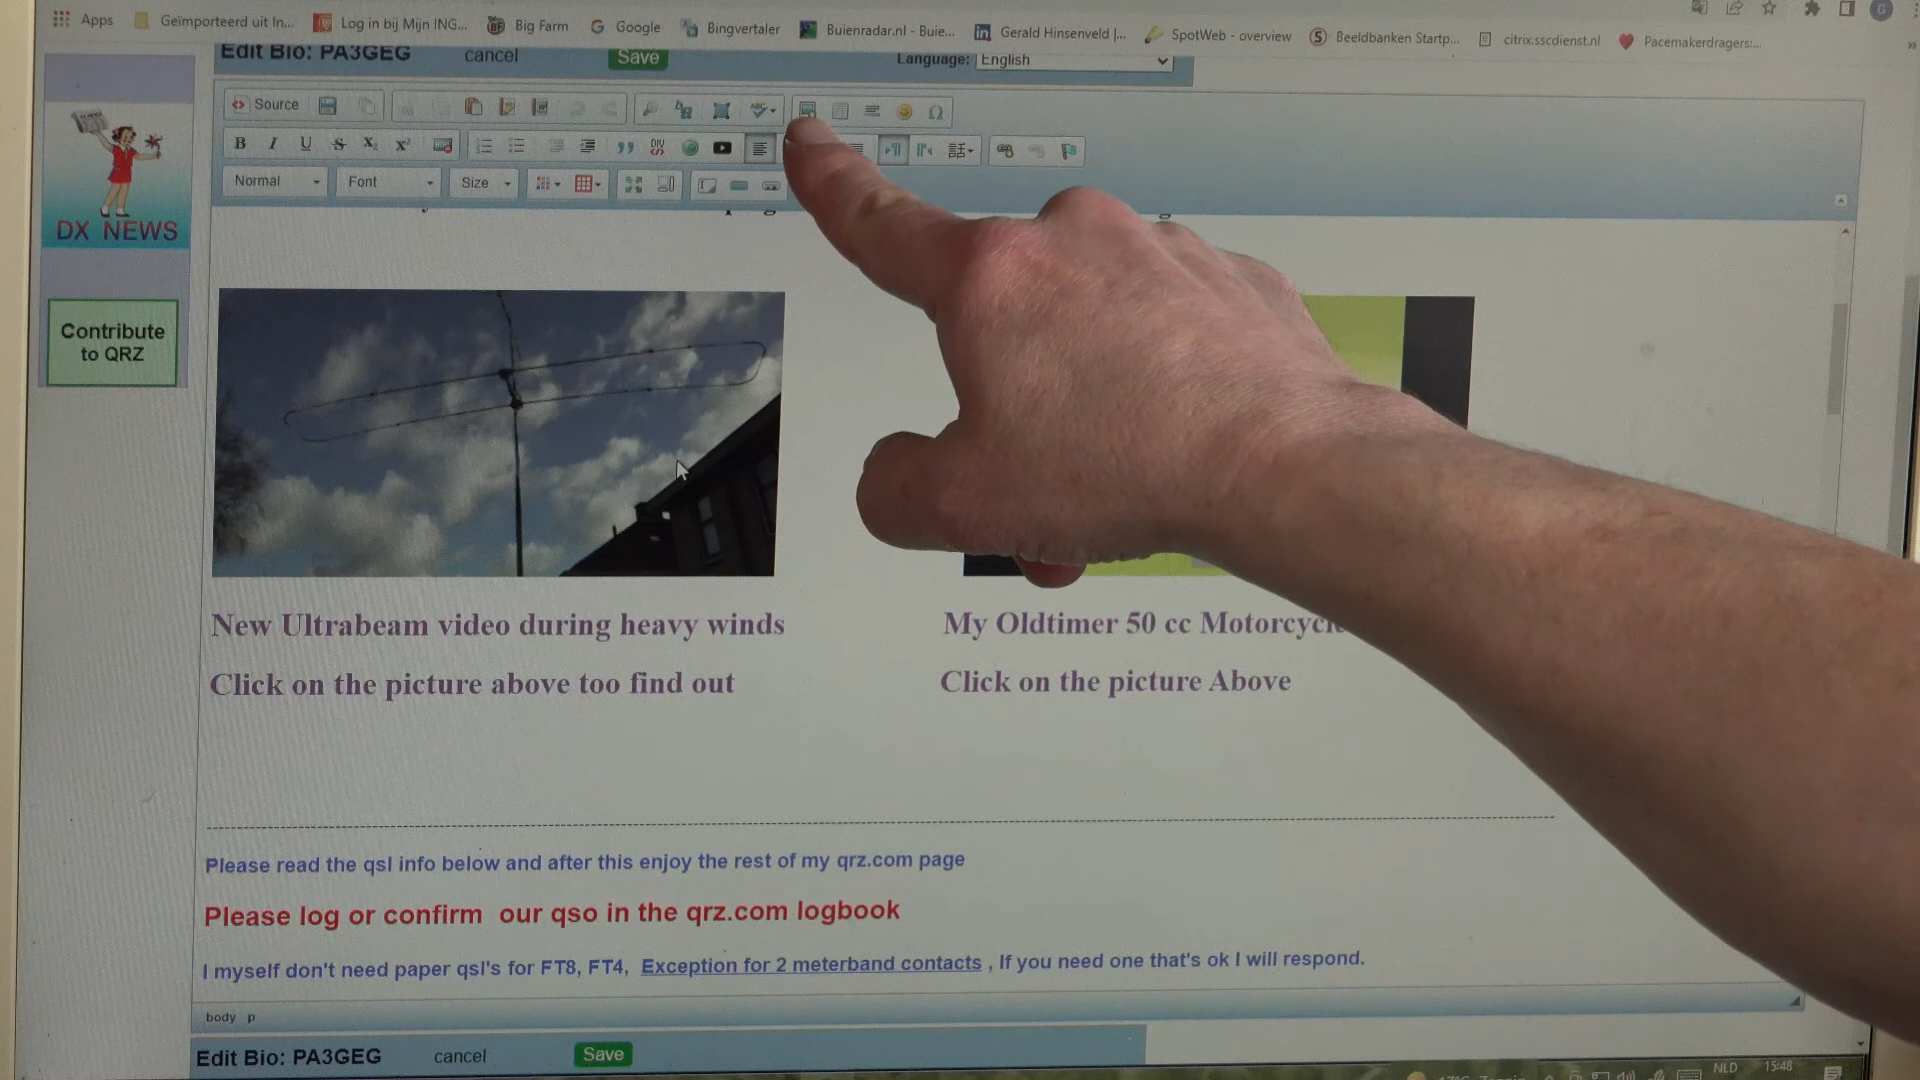 Apps Geïmporteerd uit In... Log in bij Mijn ING... Big Farm Google Bingvertaler Buienradar.nl - Buie... Gerald Hinsenveld |... SpotWeb - overview Beeldbanken Startp... citrix.sscdienst.nl Pacemakerdragers:...
Edit Bio: PA3GEG cancel Save Language: English
Source
B I U S
Normal Font Size
DX NEWS
Contribute
to QRZ
New Ultrabeam video during heavy winds
My Oldtimer 50 cc
Click on the picture above too find out
Click on the picture Above
Please read the qsl info below and after this enjoy the rest of my qrz.com page
Please log or confirm our qso in the qrz.com logbook
I myself don't need paper qsl's for FT8, FT4, Exception for 2 meterband contacts , If you need one that's ok I will respond.
body p
Edit Bio: PA3GEG cancel Save
NLD 15:48